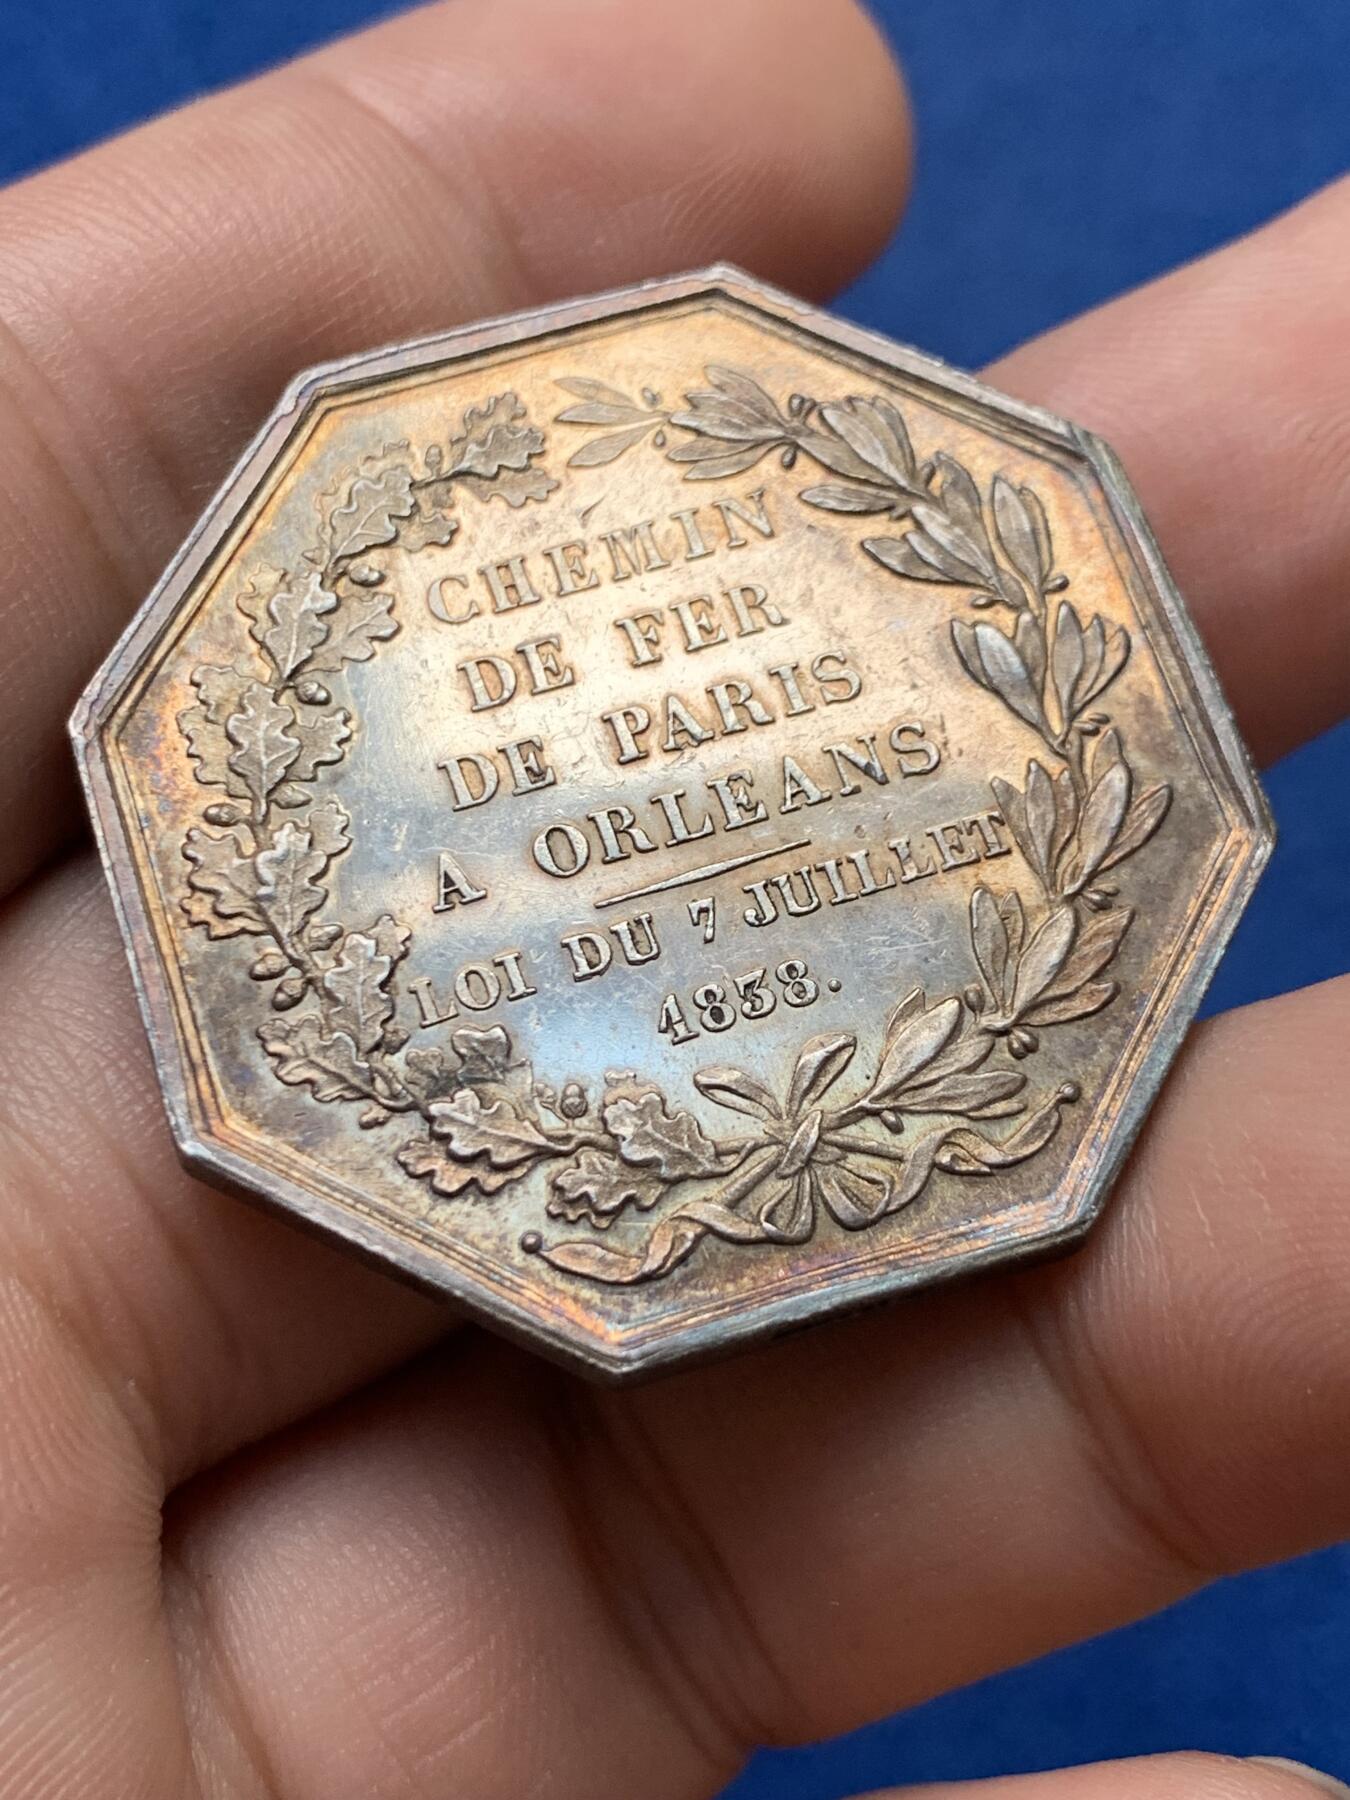 CHEMIN
DE FER
DE PARIS
A ORLEANS
LOI DU 7 JUILLET
1838.